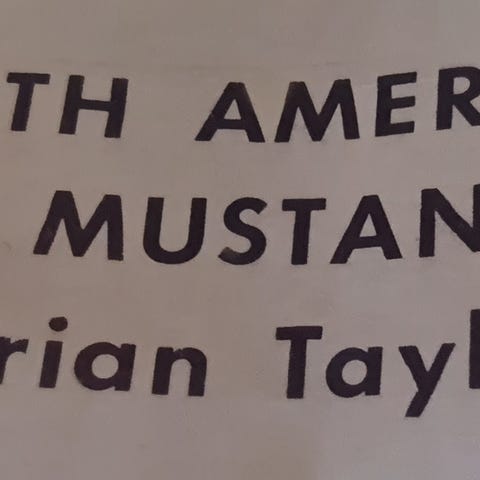 TH AMER
MUSTAN
rian Tayl